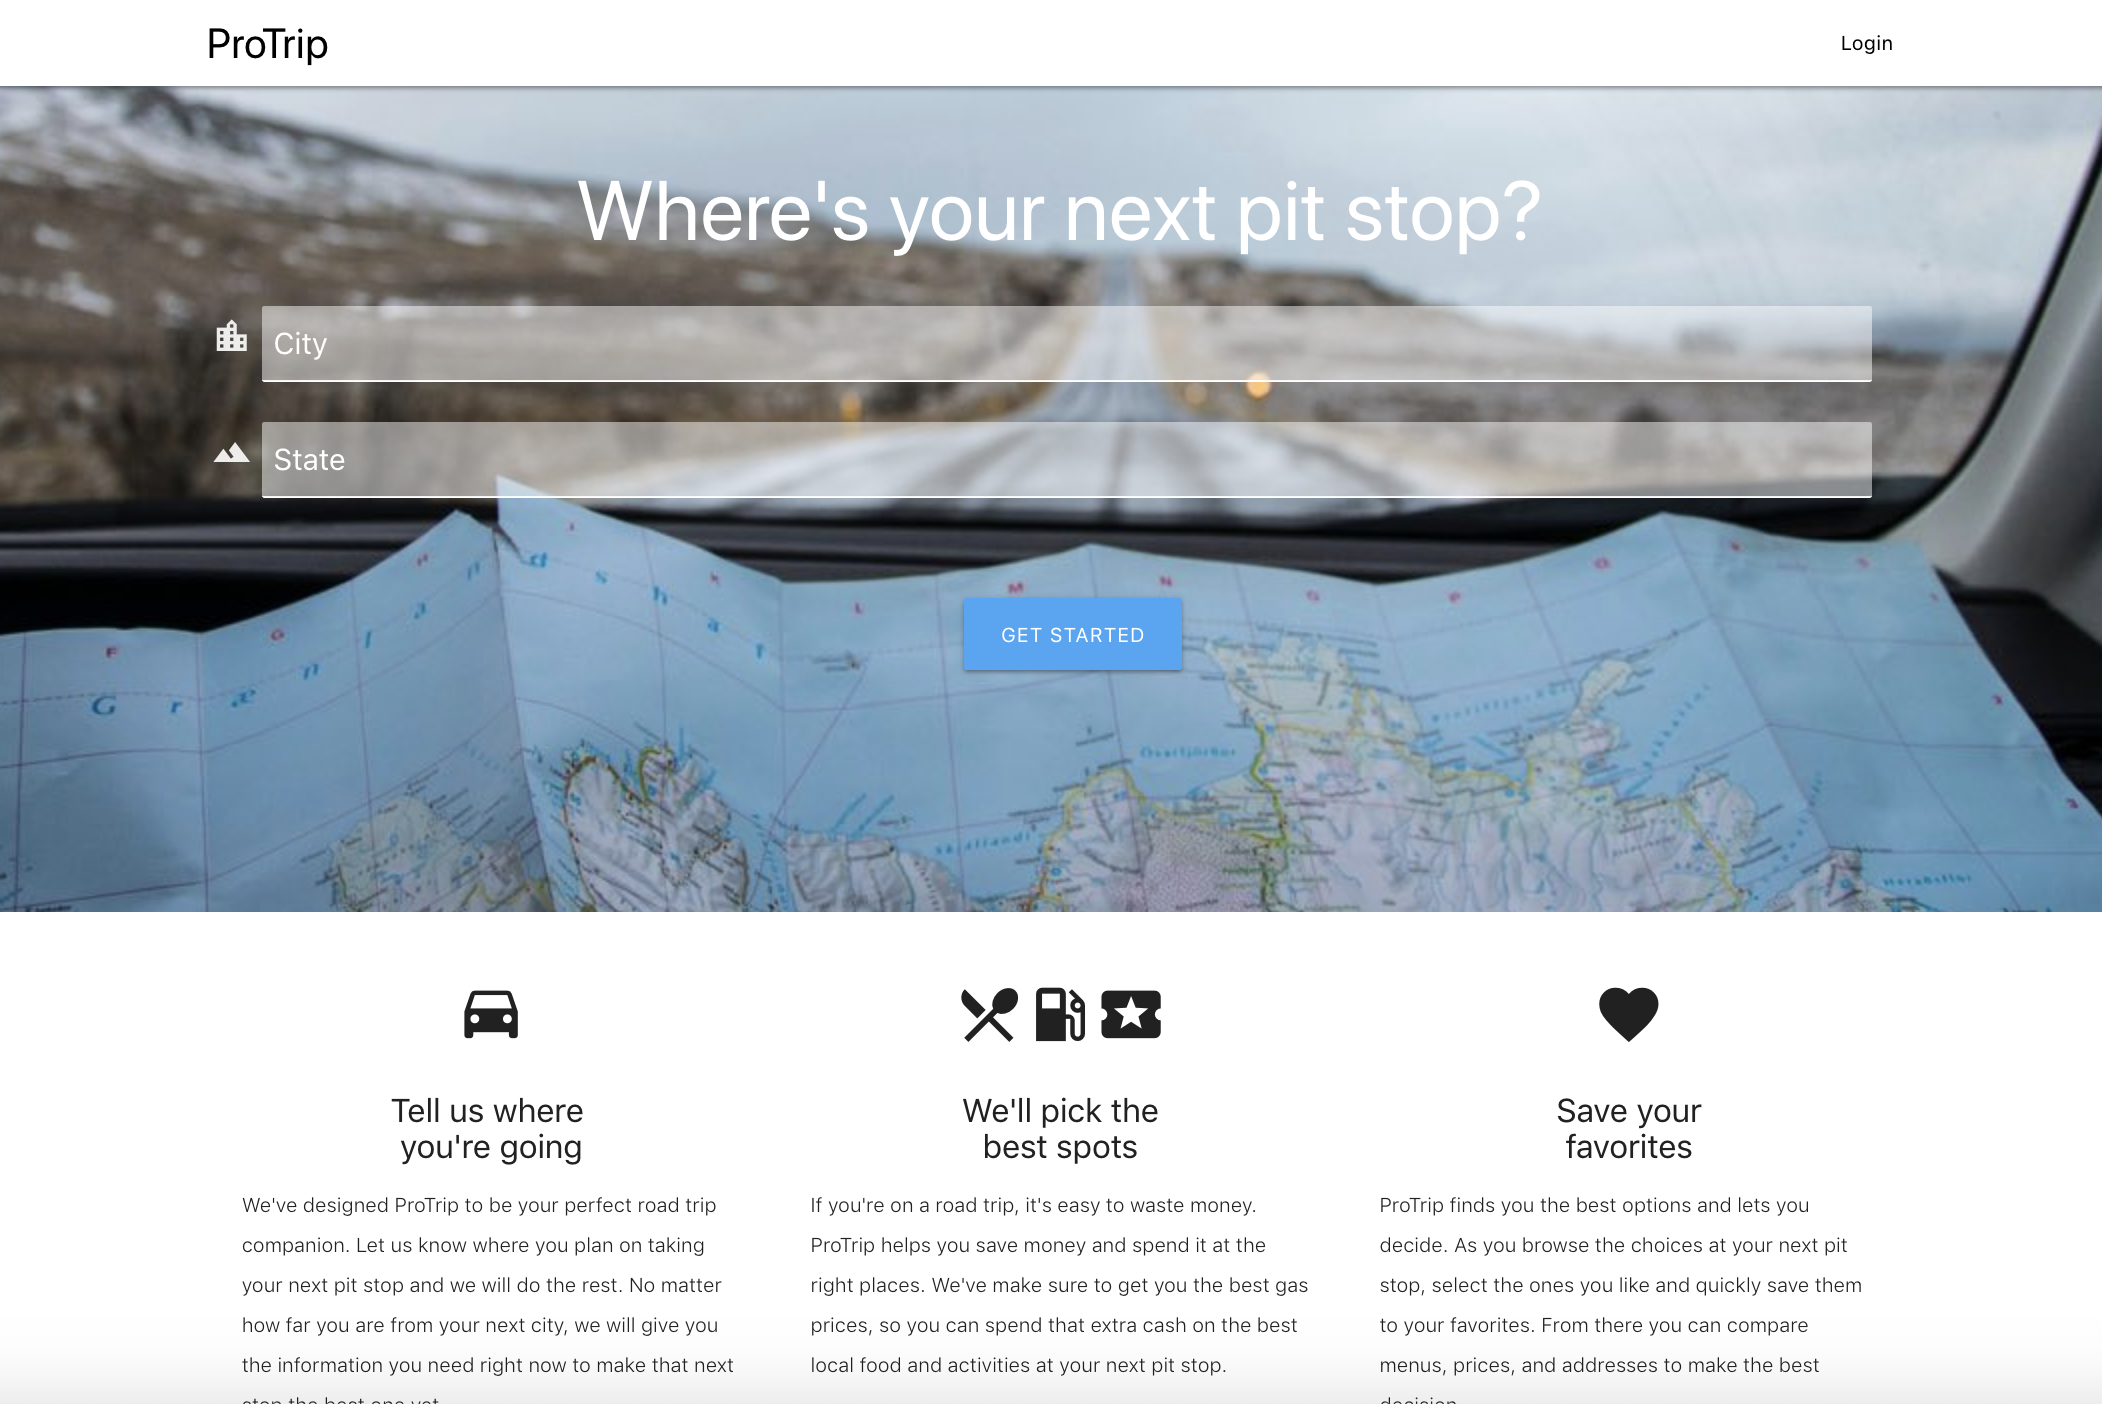 ProTrip
Login
Where's your next pit stop?
City
State
F
G
H
I
K
L
M
N
O
P
Q
G r æ n l a n d s h a f
GET STARTED
Tell us where
you're going
We've designed ProTrip to be your perfect road trip
companion. Let us know where you plan on taking
your next pit stop and we will do the rest. No matter
how far you are from your next city, we will give you
the information you need right now to make that next
stop the best one yet.
We'll pick the
best spots
If you're on a road trip, it's easy to waste money.
ProTrip helps you save money and spend it at the
right places. We've make sure to get you the best gas
prices, so you can spend that extra cash on the best
local food and activities at your next pit stop.
Save your
favorites
ProTrip finds you the best options and lets you
decide. As you browse the choices at your next pit
stop, select the ones you like and quickly save them
to your favorites. From there you can compare
menus, prices, and addresses to make the best
decision.